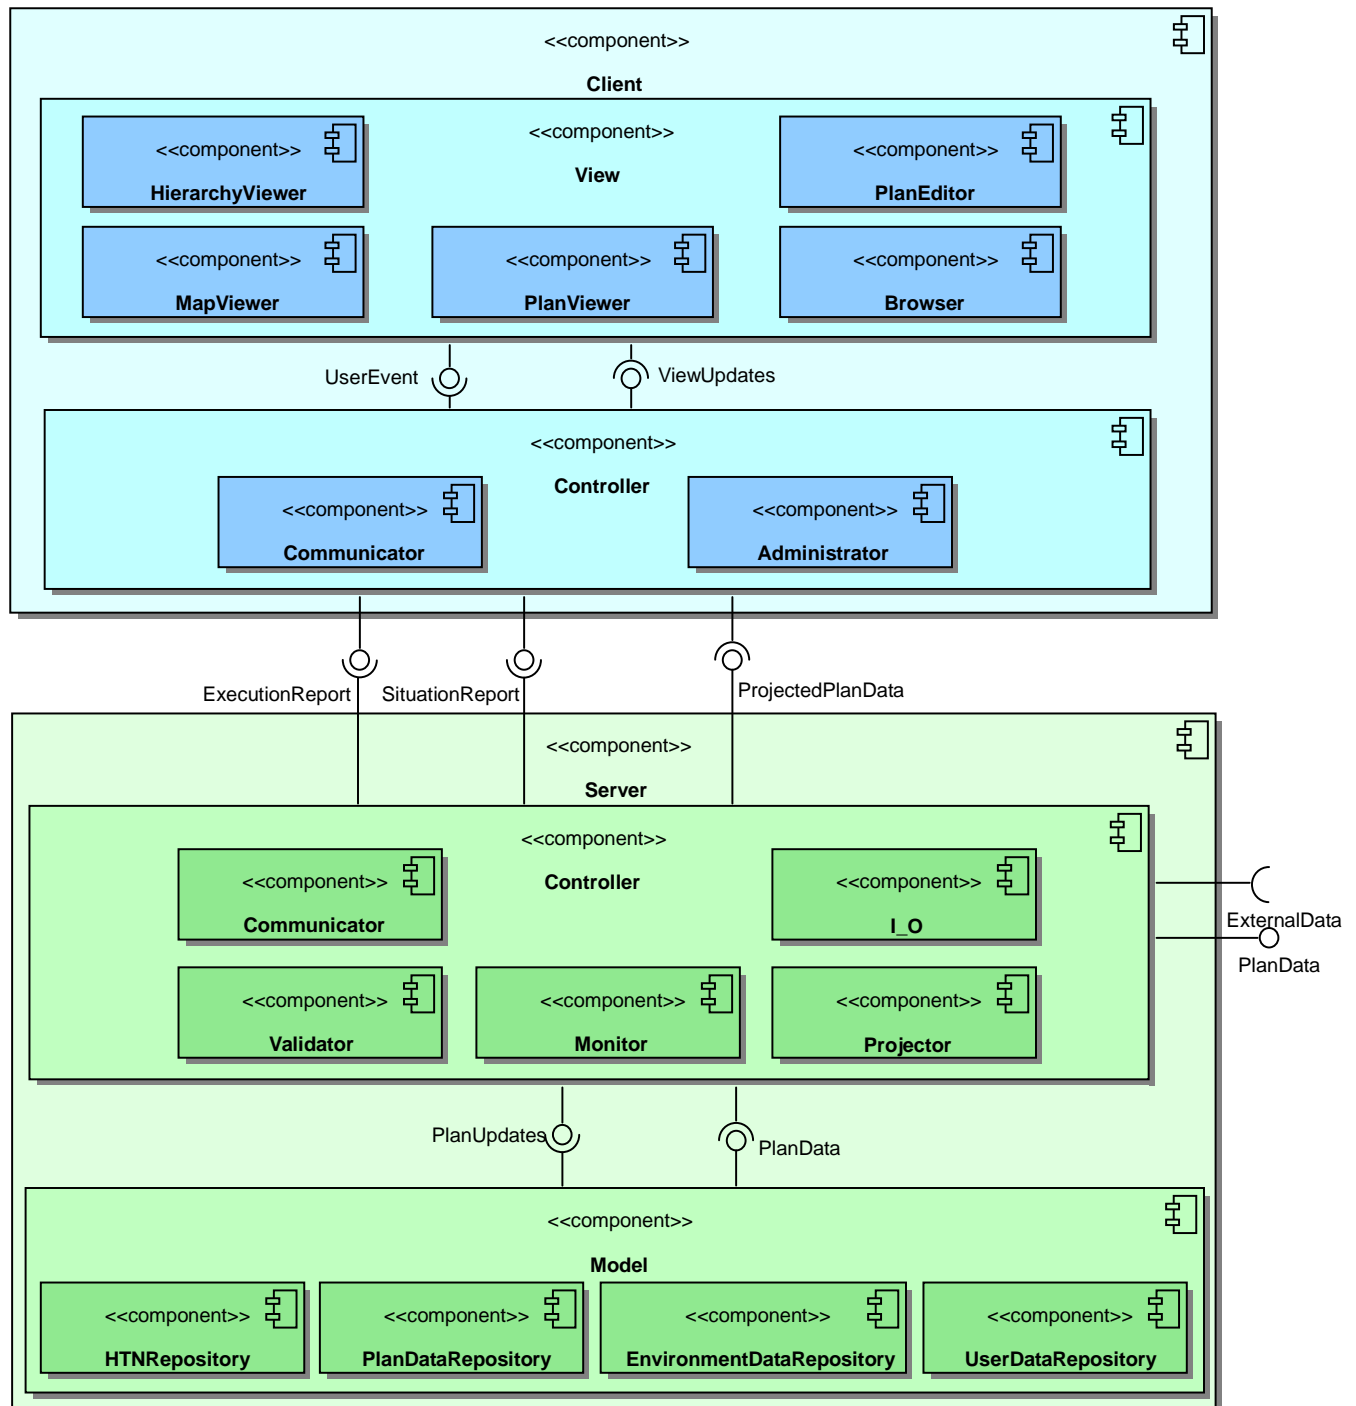 <<component>>
Client
<<component>>
HierarchyViewer
<<component>>
View
<<component>>
PlanEditor
<<component>>
MapViewer
<<component>>
PlanViewer
<<component>>
Browser
UserEvent
ViewUpdates
<<component>>
Controller
<<component>>
Communicator
<<component>>
Administrator
ExecutionReport
SituationReport
ProjectedPlanData
<<component>>
Server
<<component>>
Controller
<<component>>
Communicator
<<component>>
I_O
ExternalData
PlanData
<<component>>
Validator
<<component>>
Monitor
<<component>>
Projector
PlanUpdates
PlanData
<<component>>
Model
<<component>>
HTNRepository
<<component>>
PlanDataRepository
<<component>>
EnvironmentDataRepository
<<component>>
UserDataRepository